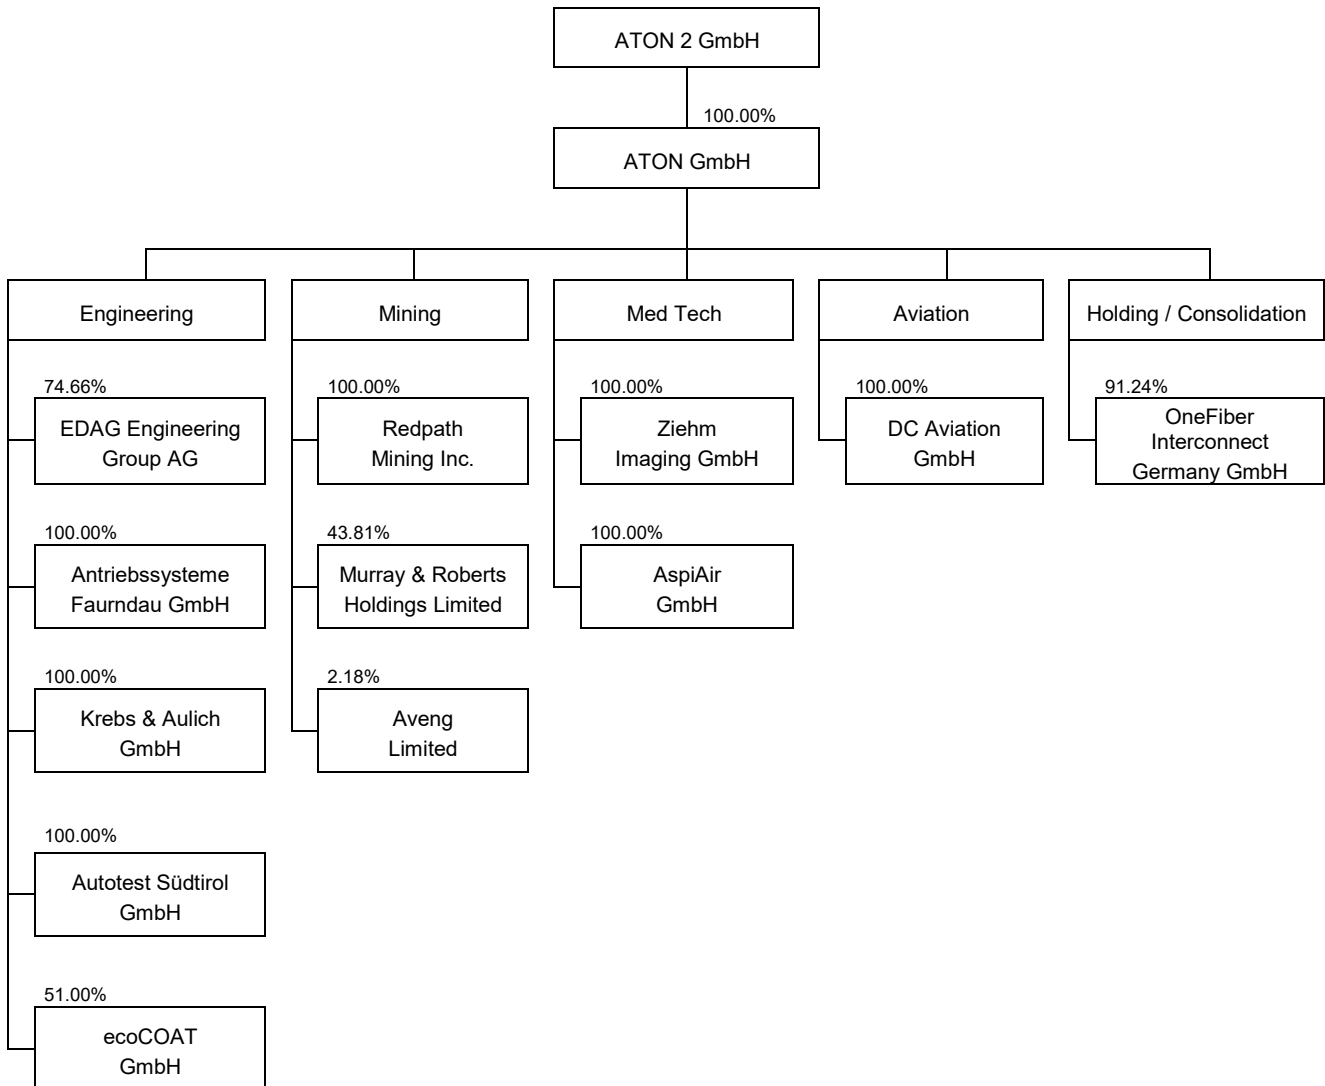 ATON 2 GmbH
100.00%
ATON GmbH
Engineering
74.66%
EDAG Engineering
Group AG
100.00%
Antriebssysteme
Faurndau GmbH
100.00%
Krebs & Aulich
GmbH
100.00%
Autotest Südtirol
GmbH
51.00%
ecoCOAT
GmbH
Mining
100.00%
Redpath
Mining Inc.
43.81%
Murray & Roberts
Holdings Limited
2.18%
Aveng
Limited
Med Tech
100.00%
Ziehm
Imaging GmbH
100.00%
AspiAir
GmbH
Aviation
100.00%
DC Aviation
GmbH
Holding / Consolidation
91.24%
OneFiber
Interconnect
Germany GmbH